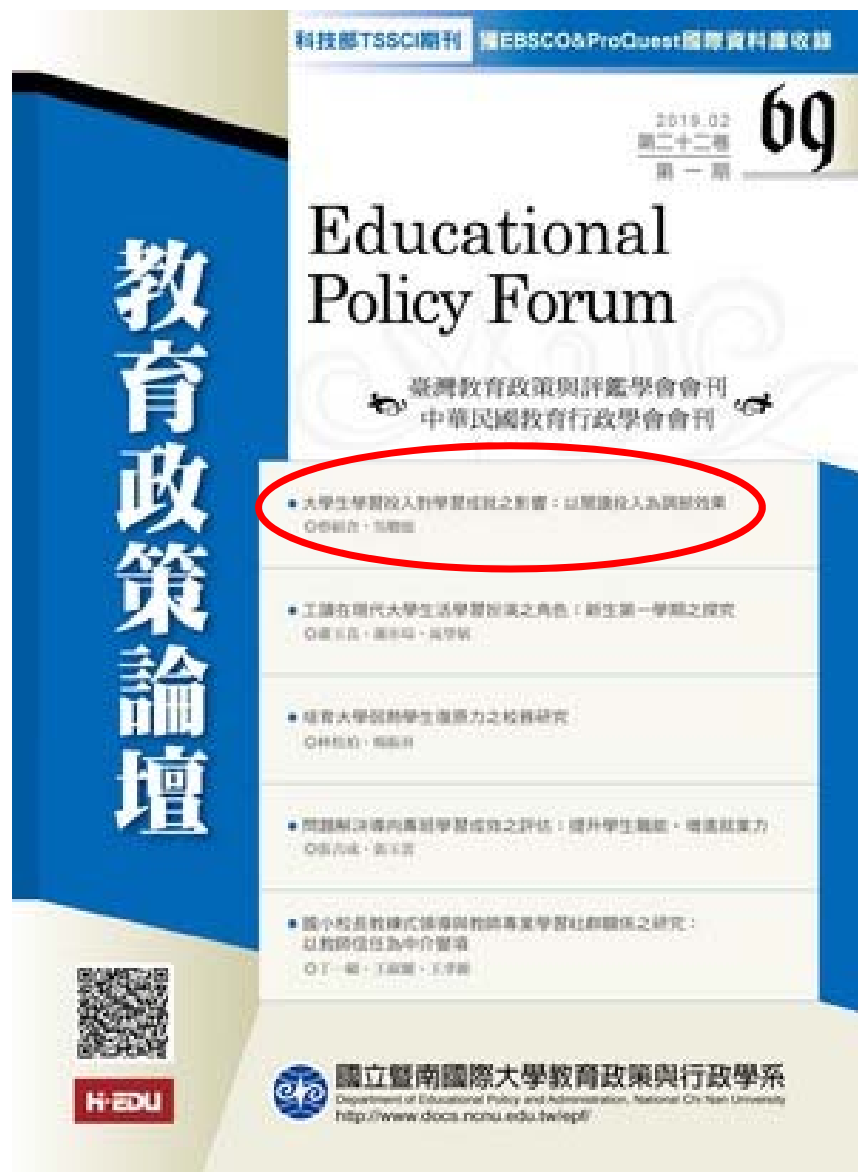 科技部TSSCI期刊 獲EBSCO&ProQuest國際資料庫收錄
2019.02
第二十二卷
第一期
69
Educational
Policy Forum
臺灣教育政策與評鑑學會會刊
中華民國教育行政學會會刊
教育政策論壇
大學生學習投入對學習成就之影響：以閱讀投入為調節效果
工讀在現代大學生活學習扮演之角色：新生第一學期之探究
培育大學弱勢學生復原力之校務研究
問題解決導向專題學習成效之評估：提升學生職能、增進就業力
國小校長教練式領導與教師專業學習社群關係之研究：
以教師信任為中介變項
H·EDU
國立暨南國際大學教育政策與行政學系
Department of Educational Policy and Administration, National Chi Nan University
http://www.docs.ncnu.edu.tw/epf/